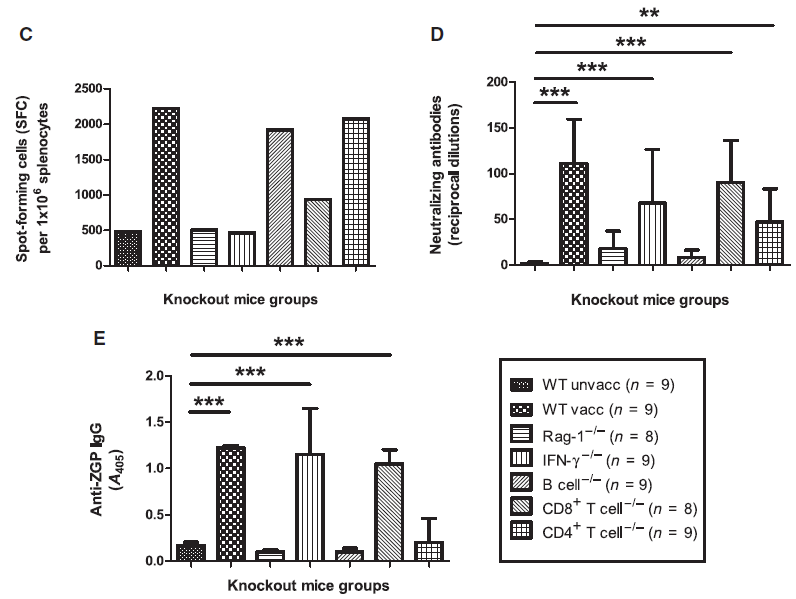 C
Spot-forming cells (SFC)
per 1x10⁶ splenocytes
2500
2000
1500
1000
500
0
Knockout mice groups
D
Neutralizing antibodies
(reciprocal dilutions)
200
150
100
50
0
**
***
***
***
Knockout mice groups
E
Anti-ZGP IgG
(A₄₀₅)
2.0
1.5
1.0
0.5
0.0
***
***
***
Knockout mice groups
WT unvacc (n = 9)
WT vacc (n = 9)
Rag-1⁻/⁻ (n = 8)
IFN-γ⁻/⁻ (n = 9)
B cell⁻/⁻ (n = 9)
CD8⁺ T cell⁻/⁻ (n = 8)
CD4⁺ T cell⁻/⁻ (n = 9)